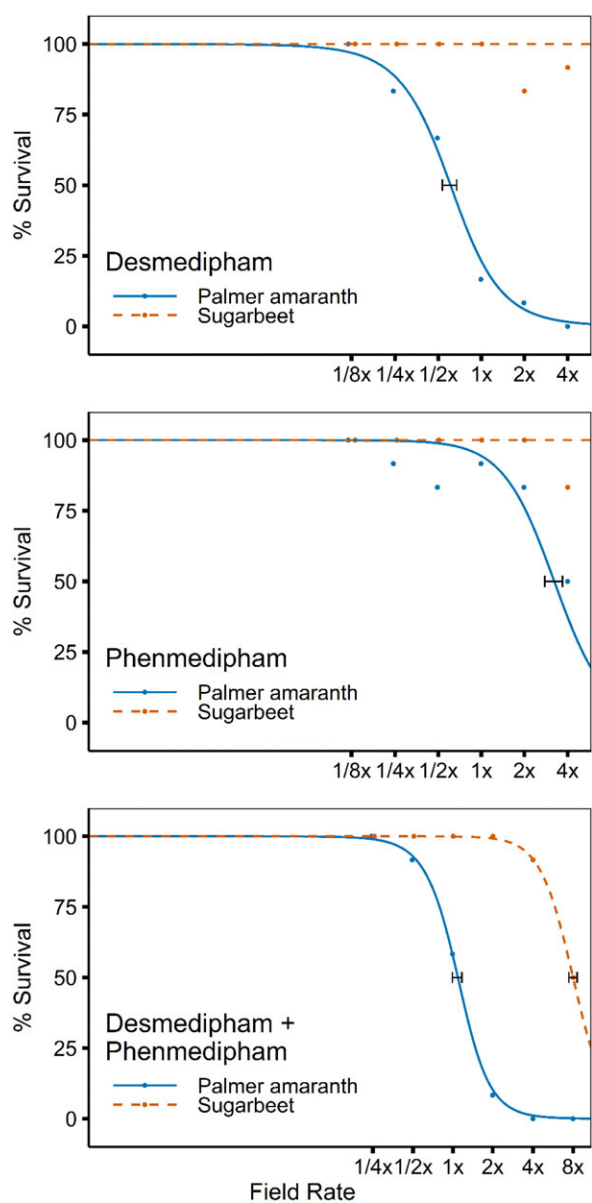 100
75
50
25
0
% Survival
Desmedipham
Palmer amaranth
Sugarbeet
1/8x 1/4x 1/2x 1x 2x 4x
100
75
50
25
0
% Survival
Phenmedipham
Palmer amaranth
Sugarbeet
1/8x 1/4x 1/2x 1x 2x 4x
100
75
50
25
0
% Survival
Desmedipham +
Phenmedipham
Palmer amaranth
Sugarbeet
1/4x 1/2x 1x 2x 4x 8x
Field Rate